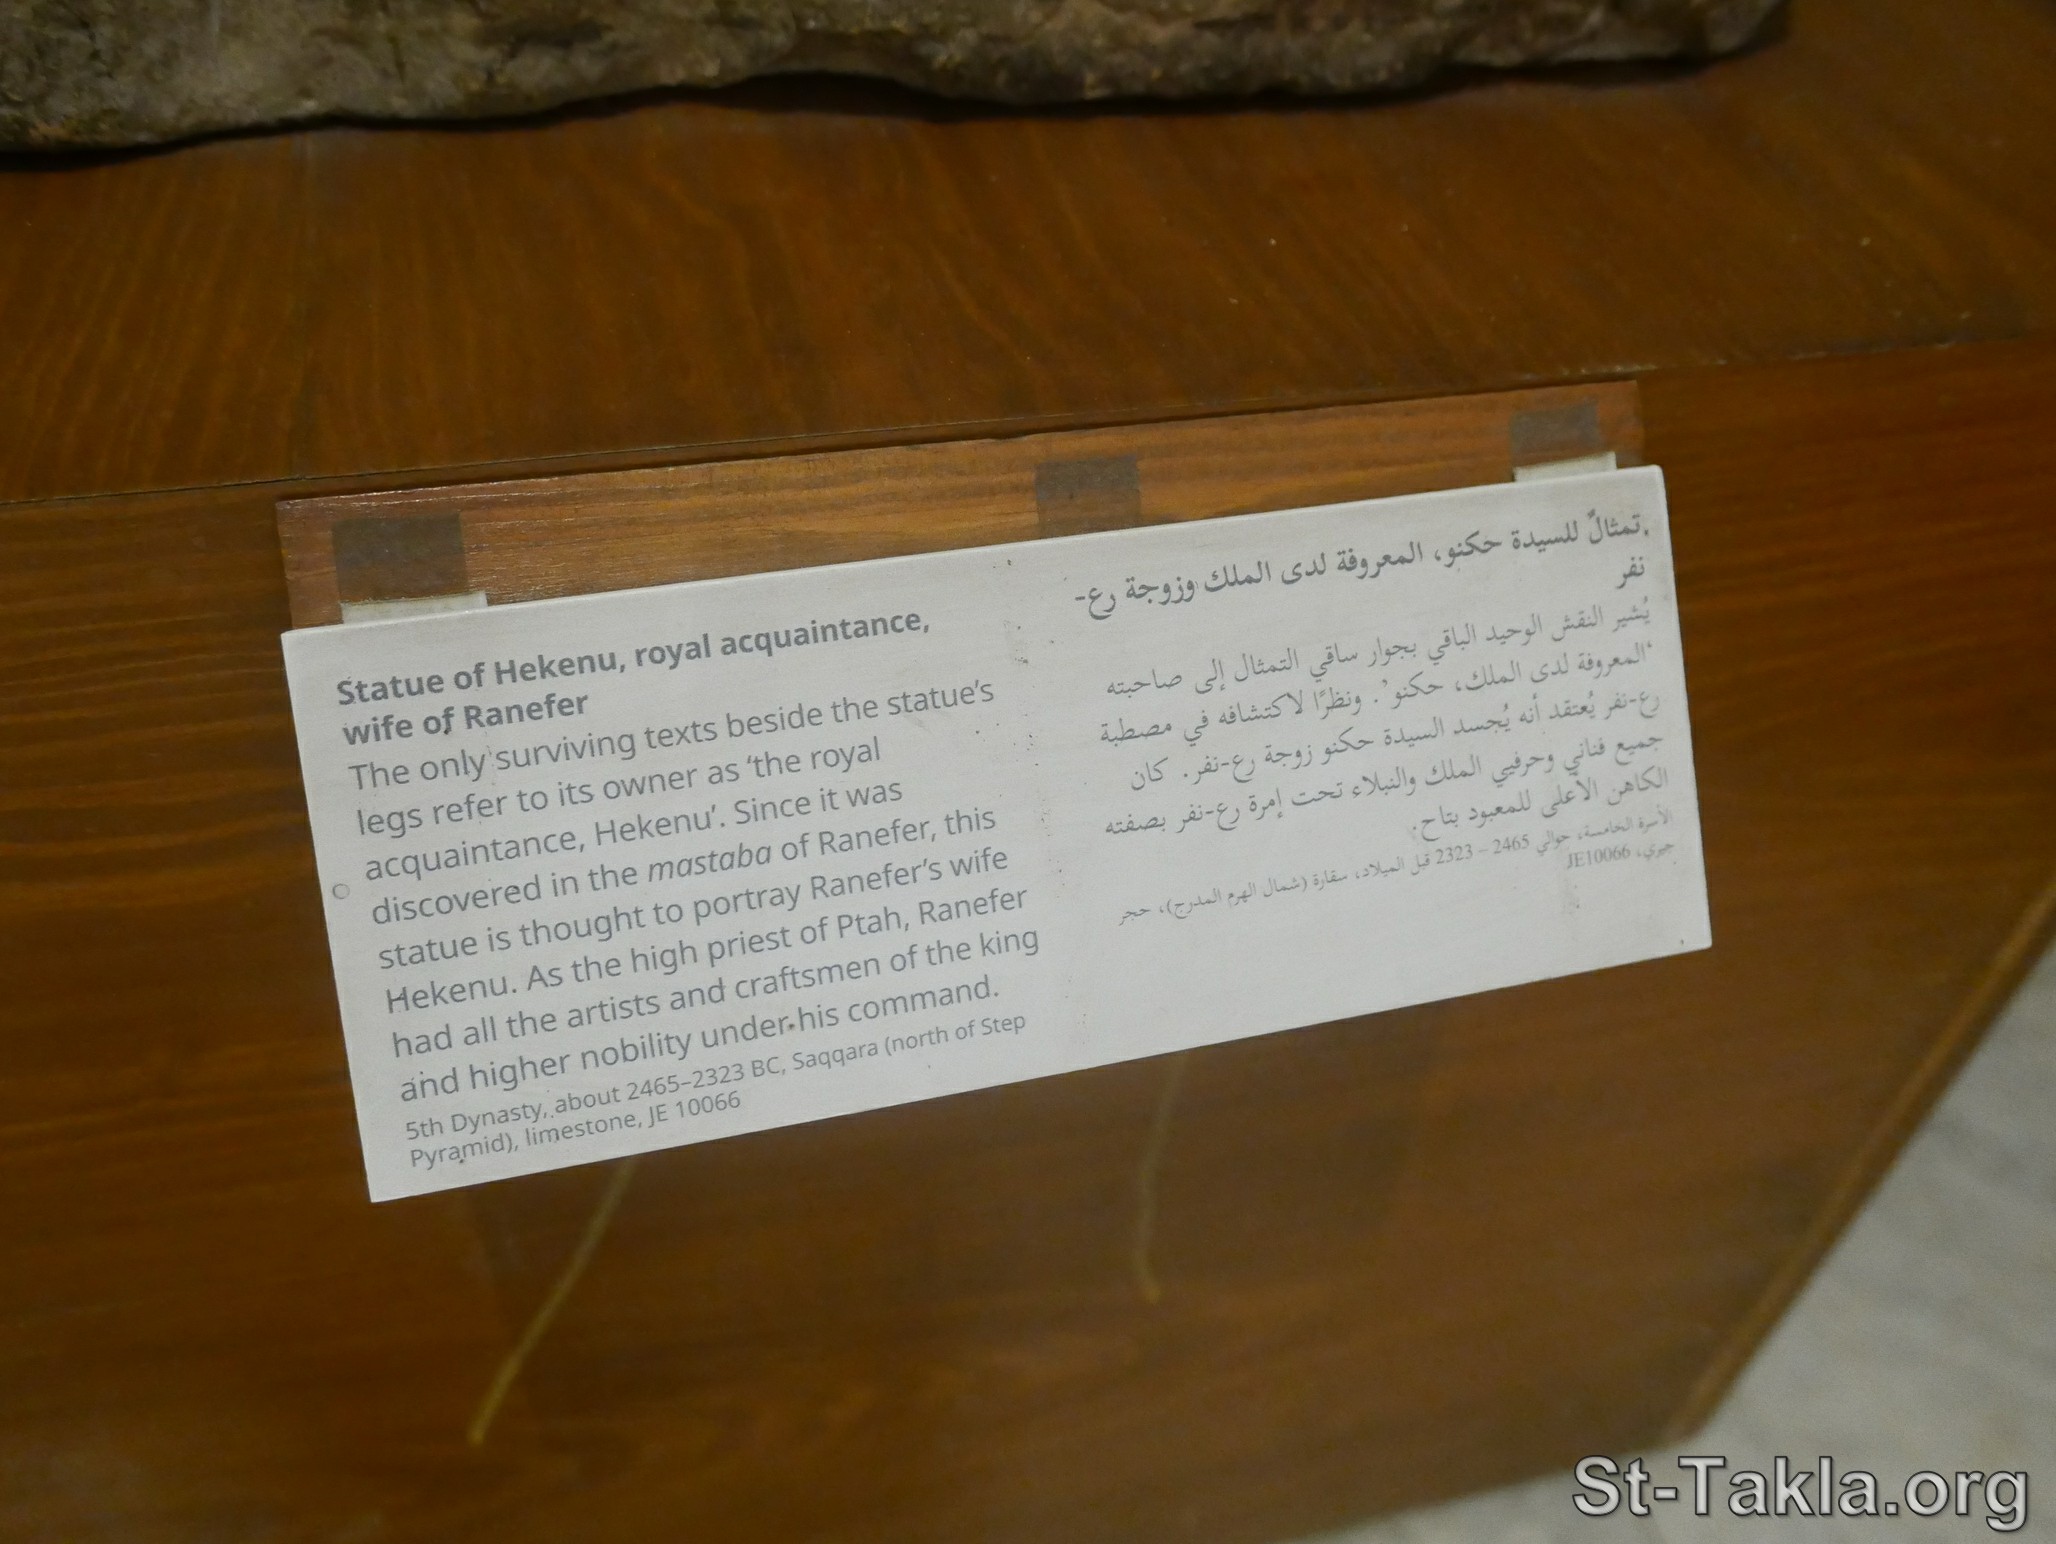 Statue of Hekenu, royal acquaintance,
wife of Ranefer
The only surviving texts beside the statue's
legs refer to its owner as 'the royal
acquaintance, Hekenu'. Since it was
discovered in the mastaba of Ranefer, this
statue is thought to portray Ranefer's wife
Hekenu. As the high priest of Ptah, Ranefer
had all the artists and craftsmen of the king
and higher nobility under his command.
5th Dynasty, about 2465–2323 BC, Saqqara (north of Step
Pyramid), limestone, JE 10066
.تمثالٌ للسيدة حكنو، المعروفة لدى الملك وزوجة رع-
نفر
يُشير النقش الوحيد الباقي بجوار ساقي التمثال إلى صاحبته
'المعروفة لدى الملك، حكنو'. ونظرًا لاكتشافه في مصطبة
رع-نفر يُعتقد أنه يُجسد السيدة حكنو زوجة رع-نفر. كان
جميع فناني وحرفيي الملك والنبلاء تحت إمرة رع-نفر بصفته
الكاهن الأعلى للمعبود بتاح.
الأسرة الخامسة، حوالي 2465 – 2323 قبل الميلاد، سقارة (شمال الهرم المدرج)، حجر
جيري، JE10066
St-Takla.org